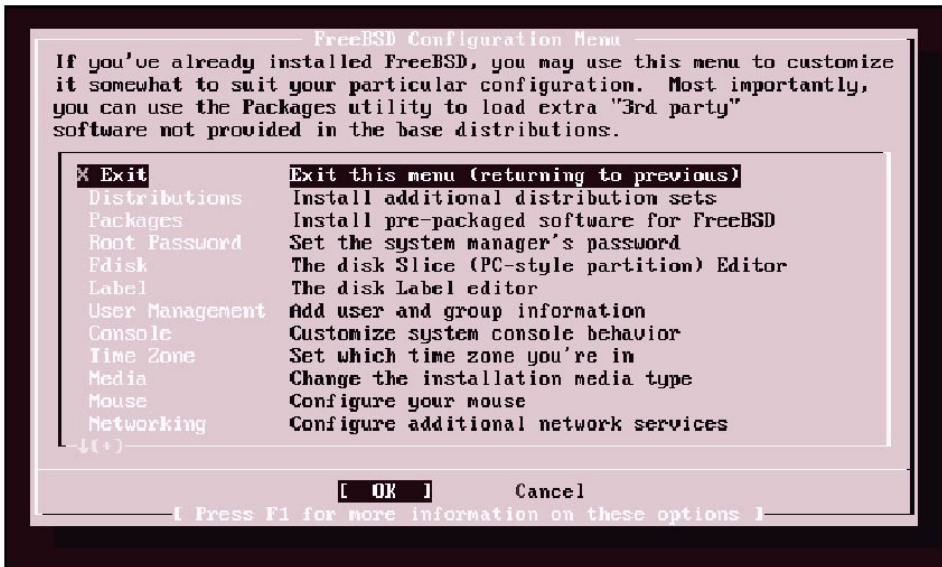 FreeBSD Configuration Menu
If you've already installed FreeBSD, you may use this menu to customize
it somewhat to suit your particular configuration.  Most importantly,
you can use the Packages utility to load extra "3rd party"
software not provided in the base distributions.
X Exit Exit this menu (returning to previous)
Distributions Install additional distribution sets
Packages Install pre-packaged software for FreeBSD
Root Password Set the system manager's password
Fdisk The disk Slice (PC-style partition) Editor
Label The disk Label editor
User Management Add user and group information
Console Customize system console behavior
Time Zone Set which time zone you're in
Media Change the installation media type
Mouse Configure your mouse
Networking Configure additional network services
↓(+)
[ OK ] Cancel
[ Press F1 for more information on these options ]